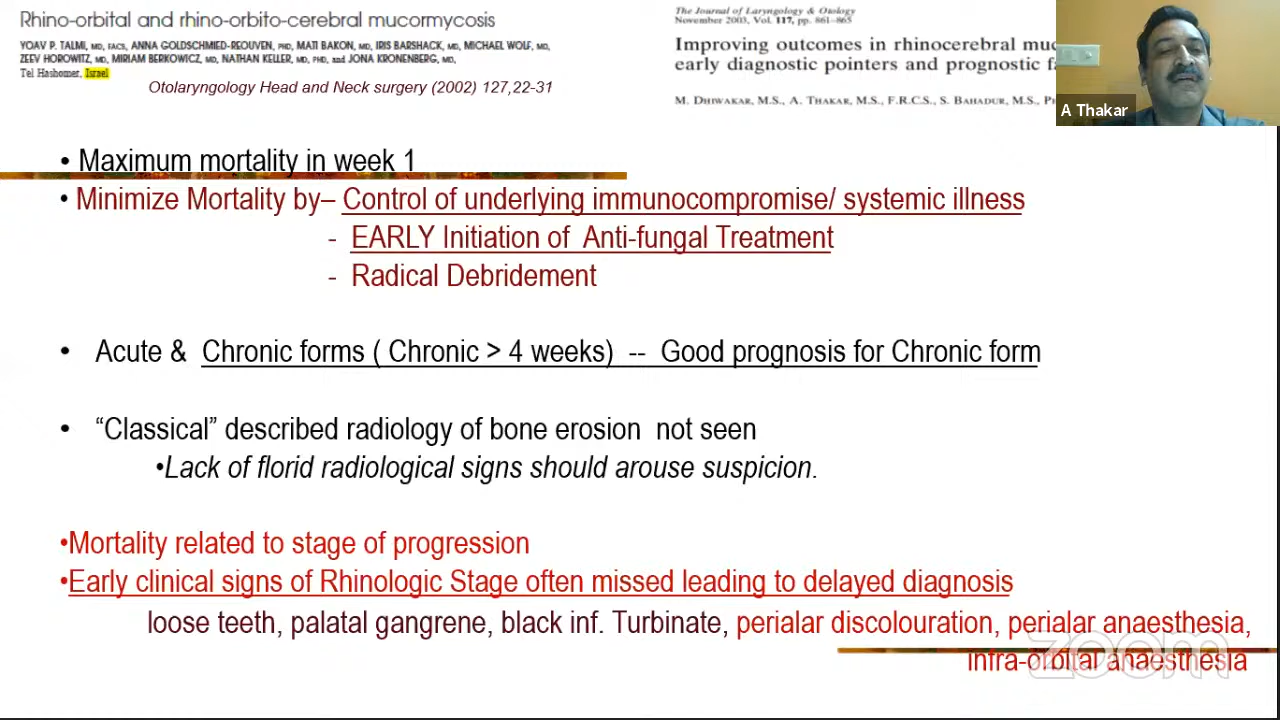 Rhino-orbital and rhino-orbito-cerebral mucormycosis
YOAV P. TALMI, MD, FACS, ANNA GOLDSCHMIED-REOUVEN, PHD, MATI BAKON, MD, IRIS BARSHACK, MD, MICHAEL WOLF, MD,
ZEEV HOROWITZ, MD, MIRIAM BERKOWICZ, MD, NATHAN KELLER, MD, PHD, and JONA KRONENBERG, MD,
Tel Hashomer, Israel
Otolaryngology Head and Neck surgery (2002) 127,22-31
The Journal of Laryngology & Otology
November 2003, Vol. 117, pp. 861–865
Improving outcomes in rhinocerebral muc
early diagnostic pointers and prognostic fa
M. DHIWAKAR, M.S., A. THAKAR, M.S., F.R.C.S., S. BAHADUR, M.S.,
A Thakar
• Maximum mortality in week 1
• Minimize Mortality by– Control of underlying immunocompromise/ systemic illness
- EARLY Initiation of Anti-fungal Treatment
- Radical Debridement
• Acute & Chronic forms ( Chronic > 4 weeks) -- Good prognosis for Chronic form
• “Classical” described radiology of bone erosion not seen
•Lack of florid radiological signs should arouse suspicion.
•Mortality related to stage of progression
•Early clinical signs of Rhinologic Stage often missed leading to delayed diagnosis
loose teeth, palatal gangrene, black inf. Turbinate, perialar discolouration, perialar anaesthesia,
infra-orbital anaesthesia
zoom